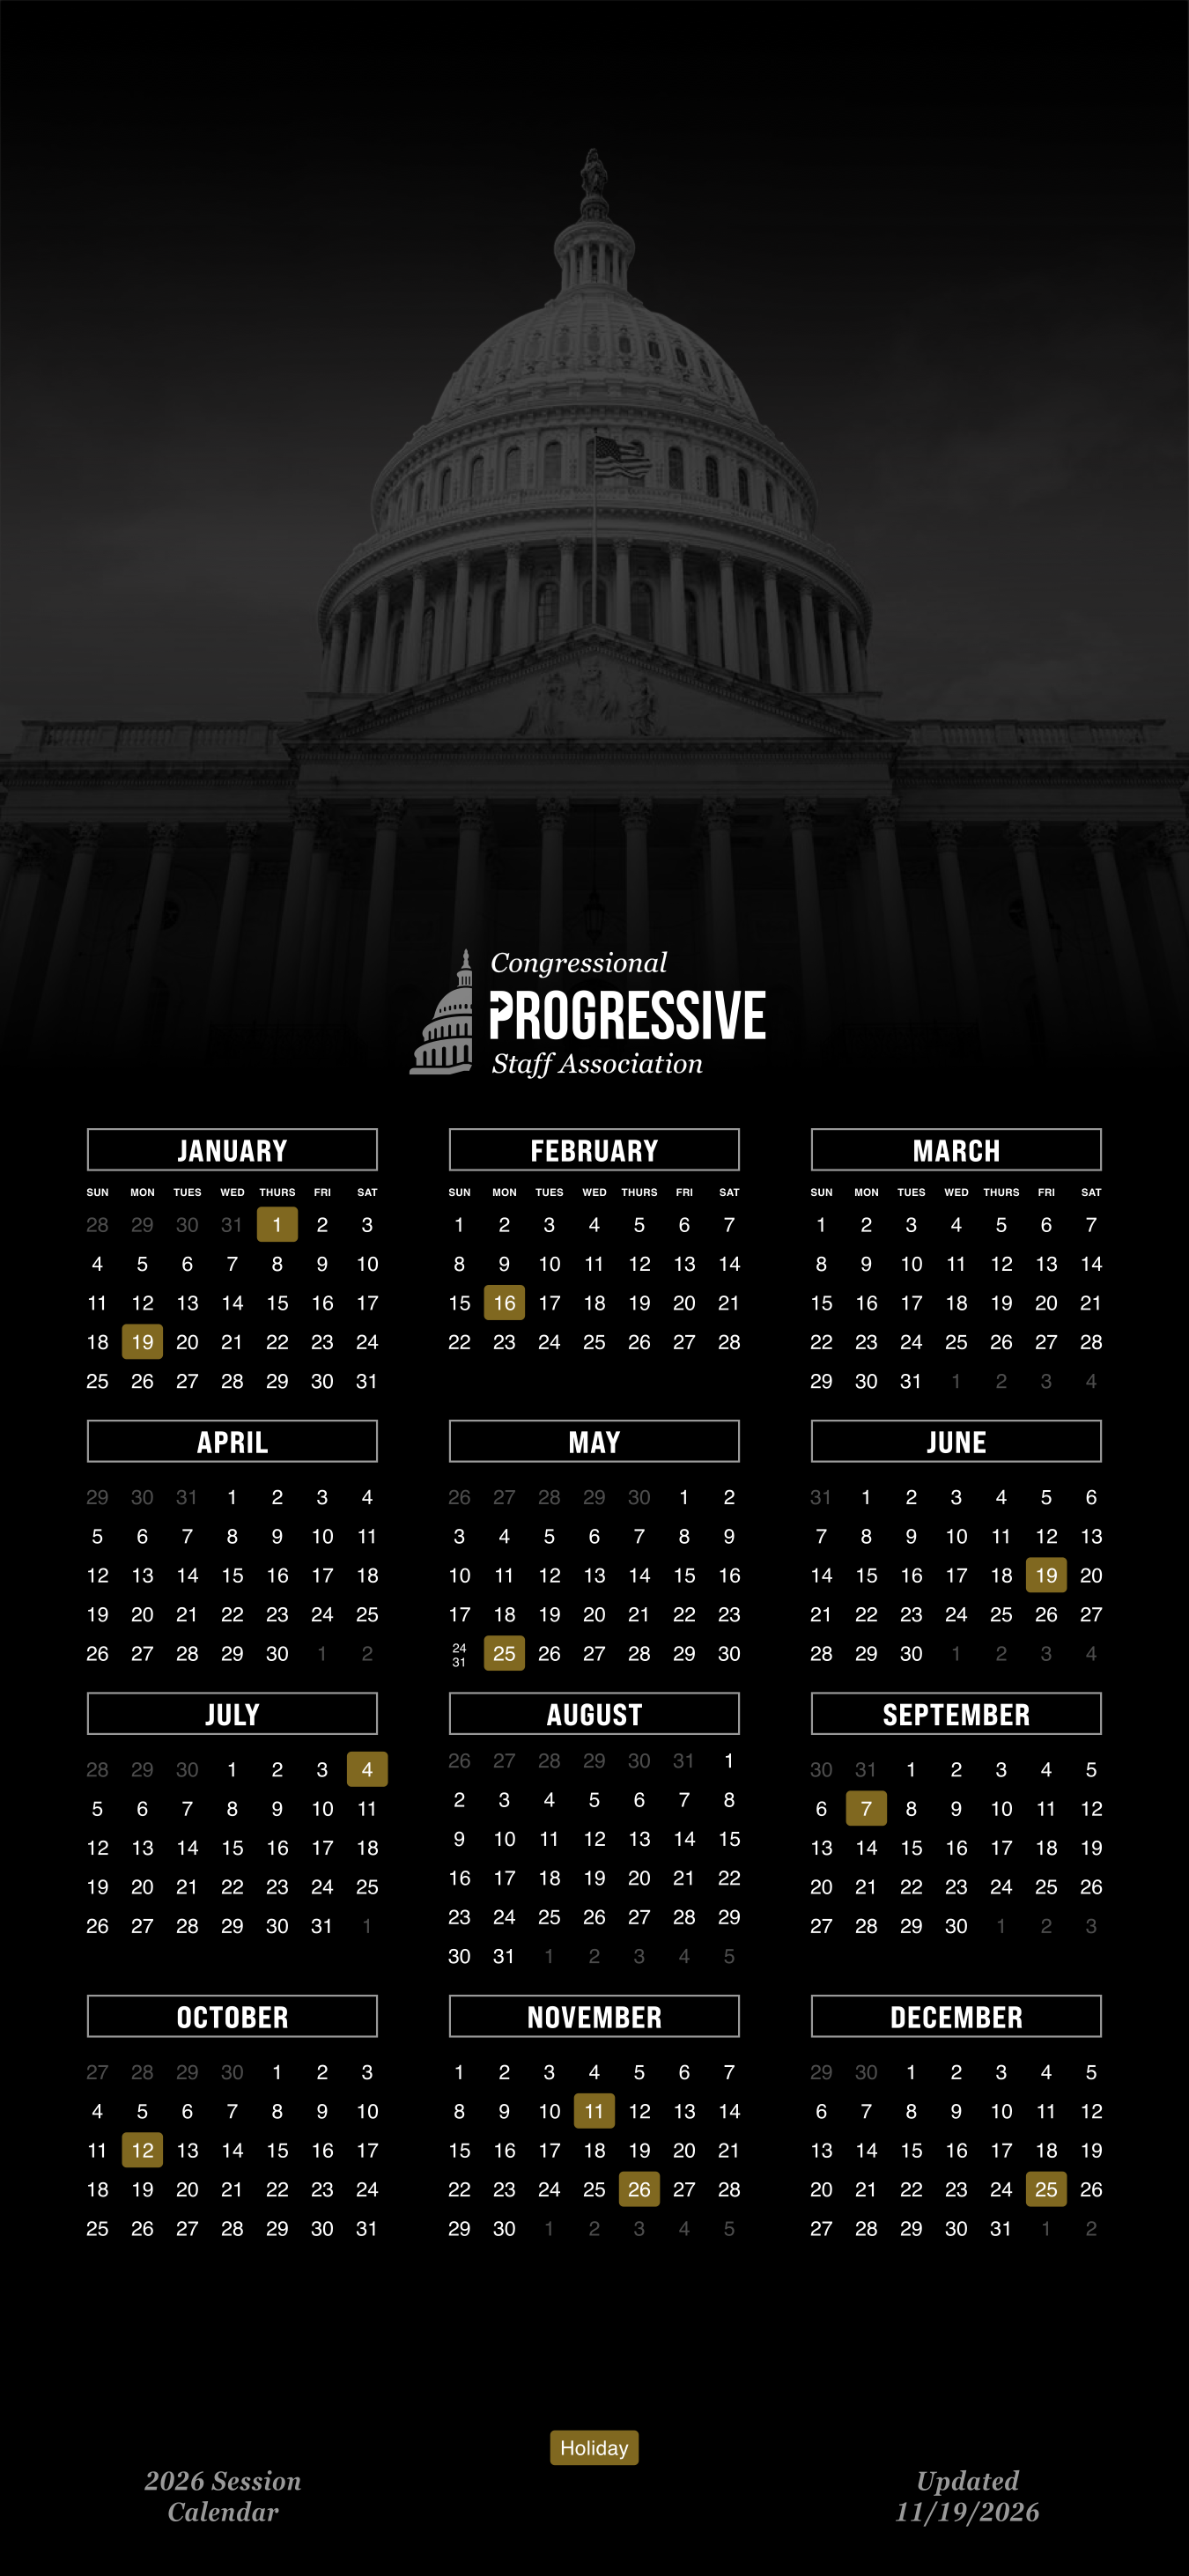 Congressional
PROGRESSIVE
Staff Association
JANUARY
SUN MON TUES WED THURS FRI SAT
28 29 30 31 1 2 3
4 5 6 7 8 9 10
11 12 13 14 15 16 17
18 19 20 21 22 23 24
25 26 27 28 29 30 31
FEBRUARY
SUN MON TUES WED THURS FRI SAT
1 2 3 4 5 6 7
8 9 10 11 12 13 14
15 16 17 18 19 20 21
22 23 24 25 26 27 28
MARCH
SUN MON TUES WED THURS FRI SAT
1 2 3 4 5 6 7
8 9 10 11 12 13 14
15 16 17 18 19 20 21
22 23 24 25 26 27 28
29 30 31 1 2 3 4
APRIL
29 30 31 1 2 3 4
5 6 7 8 9 10 11
12 13 14 15 16 17 18
19 20 21 22 23 24 25
26 27 28 29 30 1 2
MAY
26 27 28 29 30 1 2
3 4 5 6 7 8 9
10 11 12 13 14 15 16
17 18 19 20 21 22 23
24 31 25 26 27 28 29 30
JUNE
31 1 2 3 4 5 6
7 8 9 10 11 12 13
14 15 16 17 18 19 20
21 22 23 24 25 26 27
28 29 30 1 2 3 4
JULY
28 29 30 1 2 3 4
5 6 7 8 9 10 11
12 13 14 15 16 17 18
19 20 21 22 23 24 25
26 27 28 29 30 31 1
AUGUST
26 27 28 29 30 31 1
2 3 4 5 6 7 8
9 10 11 12 13 14 15
16 17 18 19 20 21 22
23 24 25 26 27 28 29
30 31 1 2 3 4 5
SEPTEMBER
30 31 1 2 3 4 5
6 7 8 9 10 11 12
13 14 15 16 17 18 19
20 21 22 23 24 25 26
27 28 29 30 1 2 3
OCTOBER
27 28 29 30 1 2 3
4 5 6 7 8 9 10
11 12 13 14 15 16 17
18 19 20 21 22 23 24
25 26 27 28 29 30 31
NOVEMBER
1 2 3 4 5 6 7
8 9 10 11 12 13 14
15 16 17 18 19 20 21
22 23 24 25 26 27 28
29 30 1 2 3 4 5
DECEMBER
29 30 1 2 3 4 5
6 7 8 9 10 11 12
13 14 15 16 17 18 19
20 21 22 23 24 25 26
27 28 29 30 31 1 2
Holiday
2026 Session
Calendar
Updated
11/19/2026